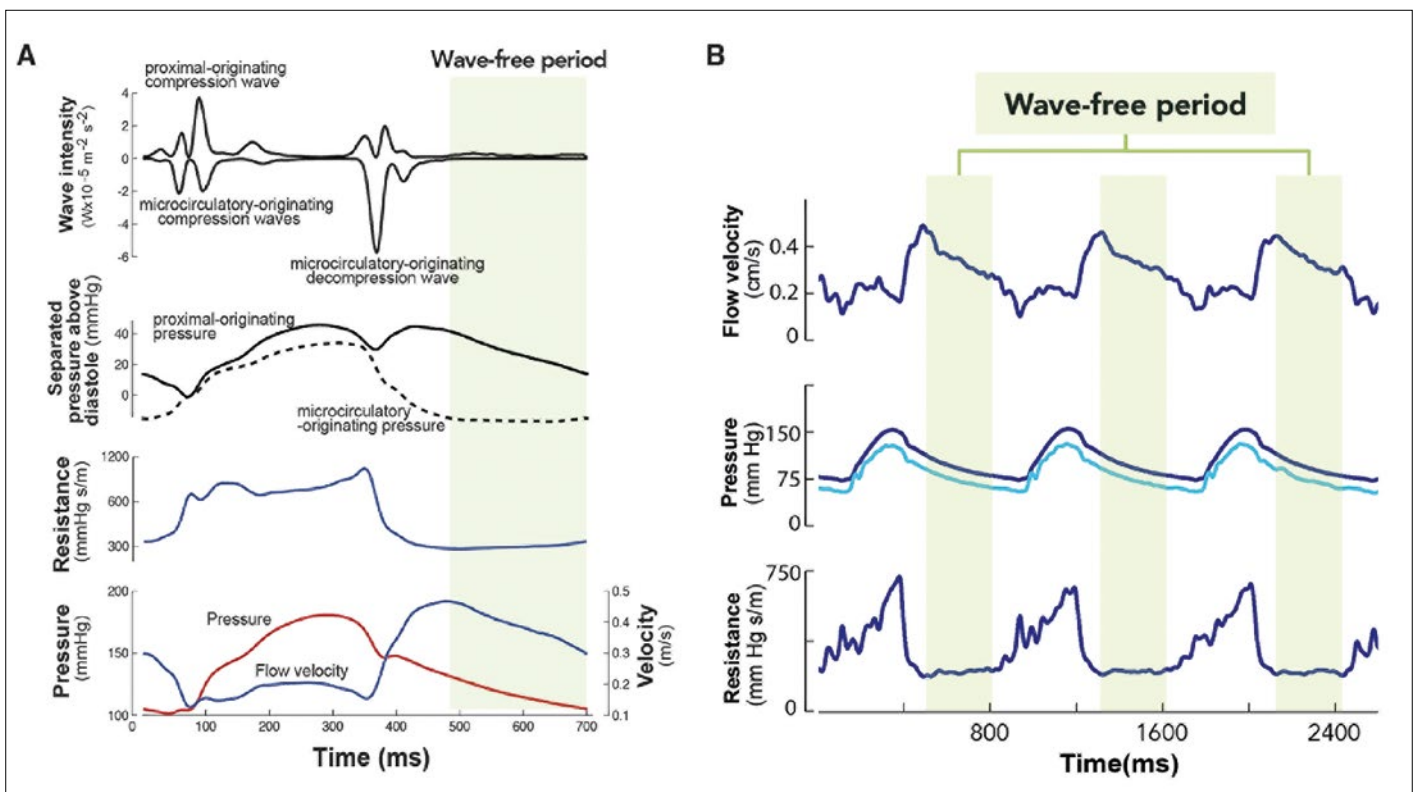 A
Wave-free period
proximal-originating
compression wave
Wave intensity
(Wx10⁻⁵ m⁻² s⁻²)
4
2
0
-2
-4
-6
microcirculatory-originating
compression waves
microcirculatory-originating
decompression wave
Separated
pressure above
diastole (mmHg)
40
20
0
proximal-originating
pressure
microcirculatory
-originating pressure
Resistance
(mmHg s/m)
1200
600
300
Pressure
(mmHg)
200
150
100
Pressure
Flow velocity
0.5
0.4
0.3
0.2
0.1
Velocity
(m/s)
0 100 200 300 400 500 600 700
Time (ms)
B
Wave-free period
Flow velocity
(cm/s)
0.4
0.2
0
Pressure
(mm Hg)
150
75
0
Resistance
(mm Hg s/m)
750
0
800 1600 2400
Time(ms)